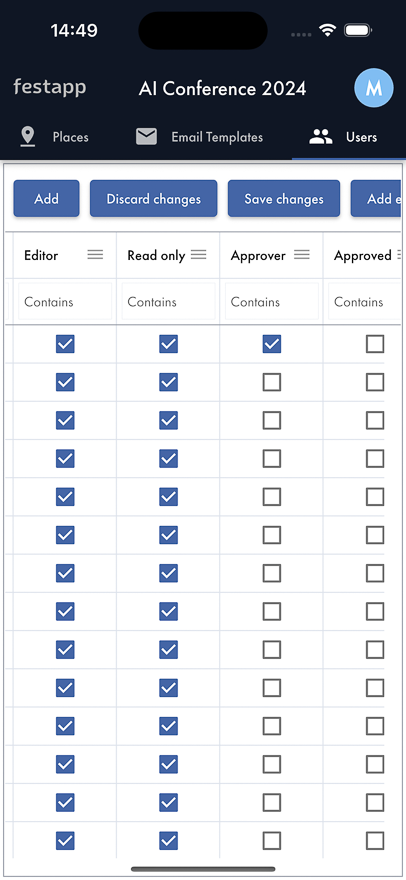 14:49
festapp AI Conference 2024 M
Places Email Templates Users
Add Discard changes Save changes Add
Editor Read only Approver Approved
Contains Contains Contains Contains